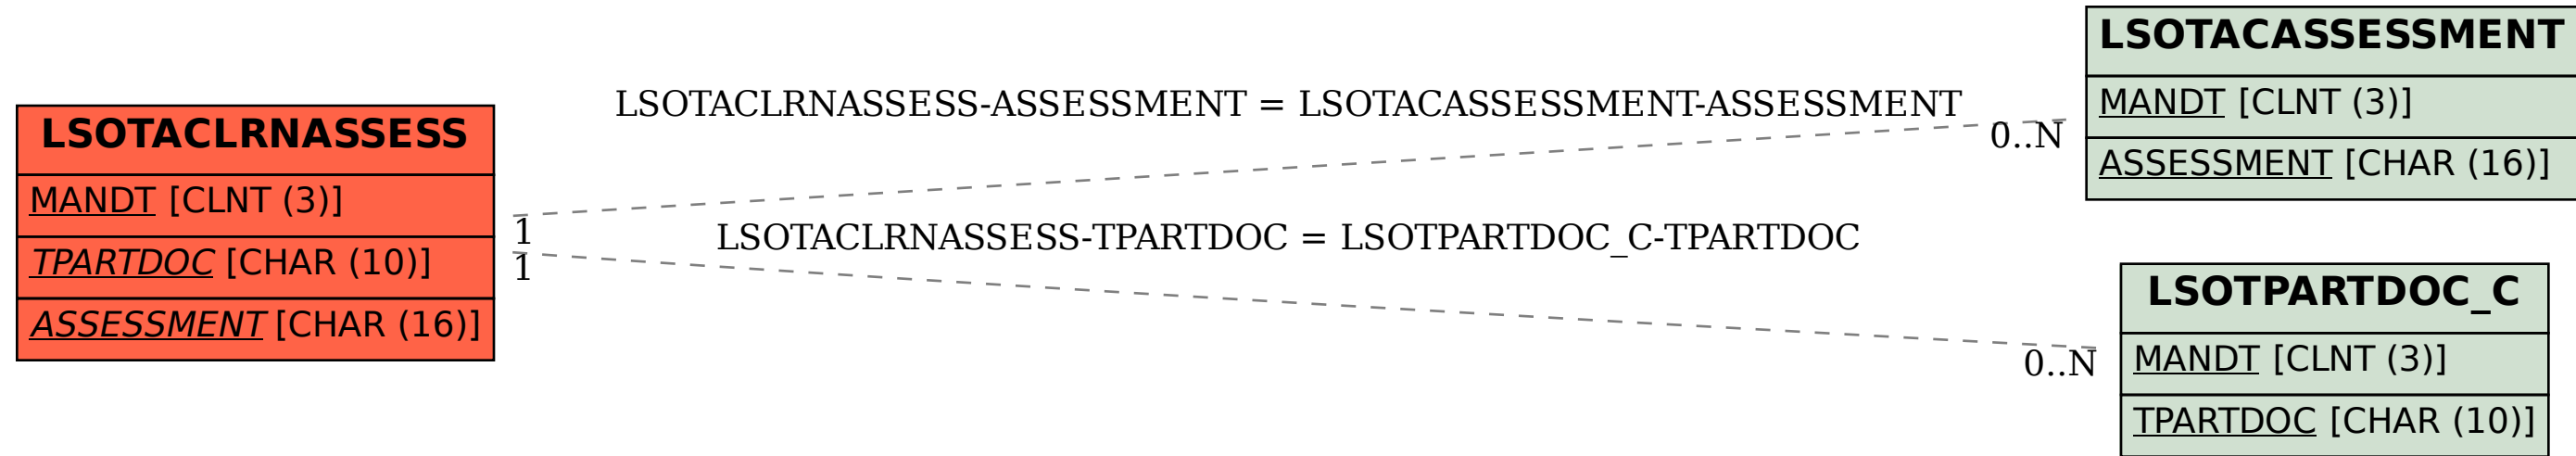 LSOTACLRNASSESS
MANDT [CLNT (3)]
TPARTDOC [CHAR (10)]
ASSESSMENT [CHAR (16)]
LSOTACLRNASSESS-ASSESSMENT = LSOTACASSESSMENT-ASSESSMENT
0..N
1
LSOTACLRNASSESS-TPARTDOC = LSOTPARTDOC_C-TPARTDOC
1
0..N
LSOTACASSESSMENT
MANDT [CLNT (3)]
ASSESSMENT [CHAR (16)]
LSOTPARTDOC_C
MANDT [CLNT (3)]
TPARTDOC [CHAR (10)]